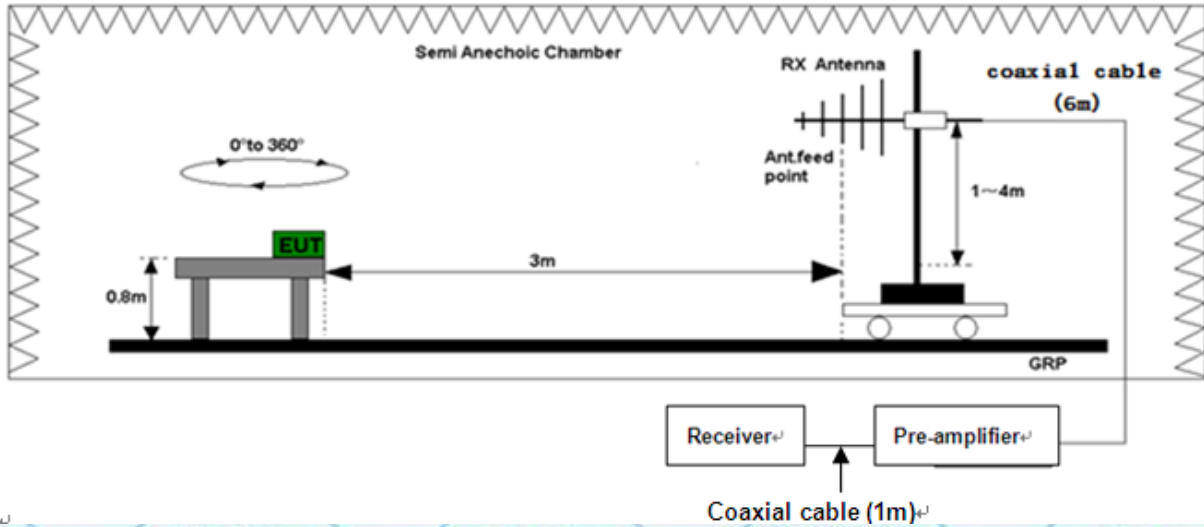 Semi Anechoic Chamber
RX Antenna
coaxial cable
(6m)
0°to 360°
Ant.feed
point
1～4m
EUT
3m
0.8m
GRP
Receiver↵
Pre-amplifier↵
Coaxial cable (1m)↵